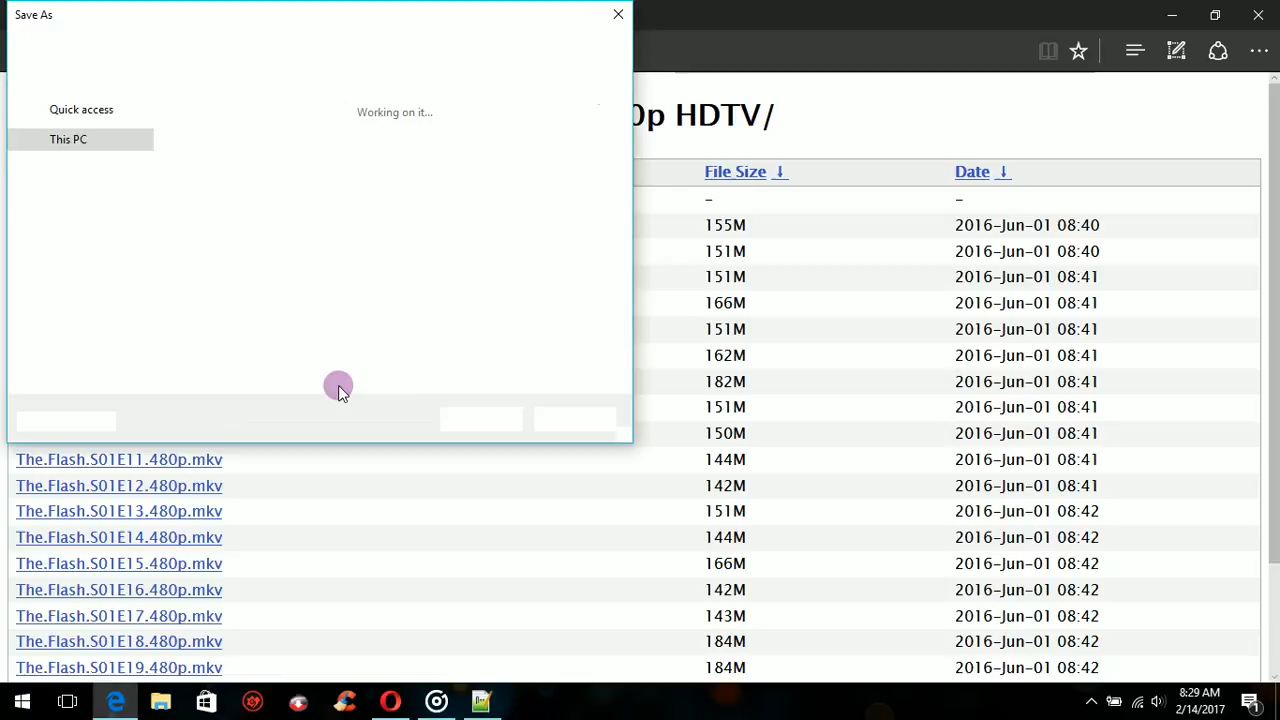 Save As
Quick access
Working on it...
This PC
0p HDTV/
File Size ↓ Date ↓
– –
155M 2016-Jun-01 08:40
151M 2016-Jun-01 08:40
151M 2016-Jun-01 08:41
166M 2016-Jun-01 08:41
151M 2016-Jun-01 08:41
162M 2016-Jun-01 08:41
182M 2016-Jun-01 08:41
151M 2016-Jun-01 08:41
150M 2016-Jun-01 08:41
The.Flash.S01E11.480p.mkv 144M 2016-Jun-01 08:41
The.Flash.S01E12.480p.mkv 142M 2016-Jun-01 08:41
The.Flash.S01E13.480p.mkv 151M 2016-Jun-01 08:42
The.Flash.S01E14.480p.mkv 144M 2016-Jun-01 08:42
The.Flash.S01E15.480p.mkv 166M 2016-Jun-01 08:42
The.Flash.S01E16.480p.mkv 142M 2016-Jun-01 08:42
The.Flash.S01E17.480p.mkv 143M 2016-Jun-01 08:42
The.Flash.S01E18.480p.mkv 184M 2016-Jun-01 08:42
The.Flash.S01E19.480p.mkv 184M 2016-Jun-01 08:42
8:29 AM
2/14/2017
1